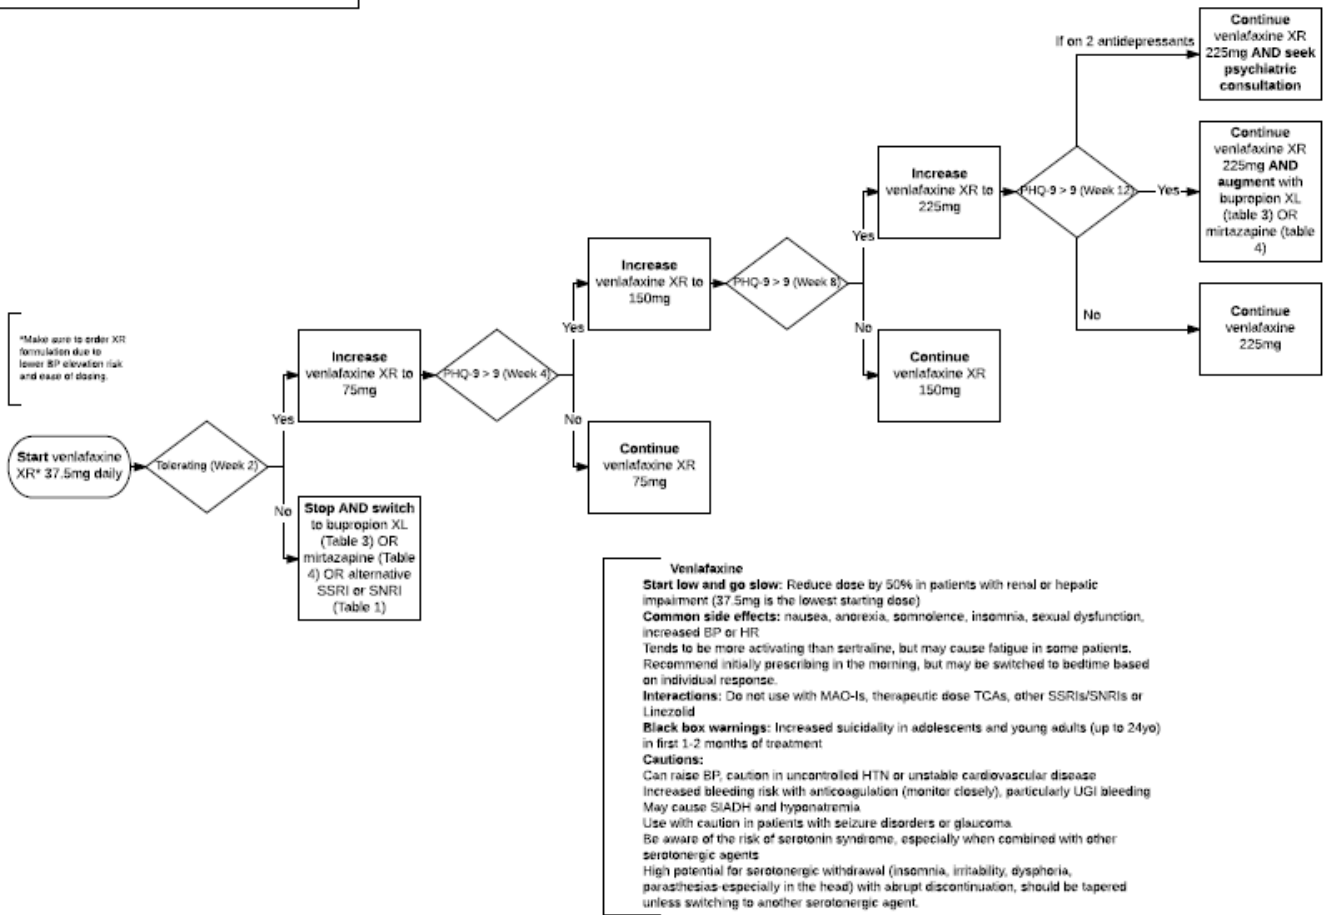 If on 2 antidepressants
Continue
venlafaxine XR
225mg AND seek
psychiatric
consultation
Continue
venlafaxine XR
225mg AND
augment with
bupropion XL
(table 3) OR
mirtazapine (table
4)
Increase
venlafaxine XR to
225mg
PHQ-9 > 9 (Week 12)
Yes
No
Continue
venlafaxine
225mg
Increase
venlafaxine XR to
150mg
PHQ-9 > 9 (Week 8)
Yes
No
Continue
venlafaxine XR
150mg
*Make sure to order XR
formulation due to
lower BP elevation risk
and ease of dosing.
Increase
venlafaxine XR to
75mg
PHQ-9 > 9 (Week 4)
Yes
No
Continue
venlafaxine XR
75mg
Start venlafaxine
XR* 37.5mg daily
Tolerating (Week 2)
Yes
No
Stop AND switch
to bupropion XL
(Table 3) OR
mirtazapine (Table
4) OR alternative
SSRI or SNRI
(Table 1)
Venlafaxine
Start low and go slow: Reduce dose by 50% in patients with renal or hepatic
impairment (37.5mg is the lowest starting dose)
Common side effects: nausea, anorexia, somnolence, insomnia, sexual dysfunction,
increased BP or HR
Tends to be more activating than sertraline, but may cause fatigue in some patients.
Recommend initially prescribing in the morning, but may be switched to bedtime based
on individual response.
Interactions: Do not use with MAO-Is, therapeutic dose TCAs, other SSRIs/SNRIs or
Linezolid
Black box warnings: Increased suicidality in adolescents and young adults (up to 24yo)
in first 1-2 months of treatment
Cautions:
Can raise BP, caution in uncontrolled HTN or unstable cardiovascular disease
Increased bleeding risk with anticoagulation (monitor closely), particularly UGI bleeding
May cause SIADH and hyponatremia
Use with caution in patients with seizure disorders or glaucoma
Be aware of the risk of serotonin syndrome, especially when combined with other
serotonergic agents
High potential for serotonergic withdrawal (insomnia, irritability, dysphoria,
parasthesias-especially in the head) with abrupt discontinuation, should be tapered
unless switching to another serotonergic agent.